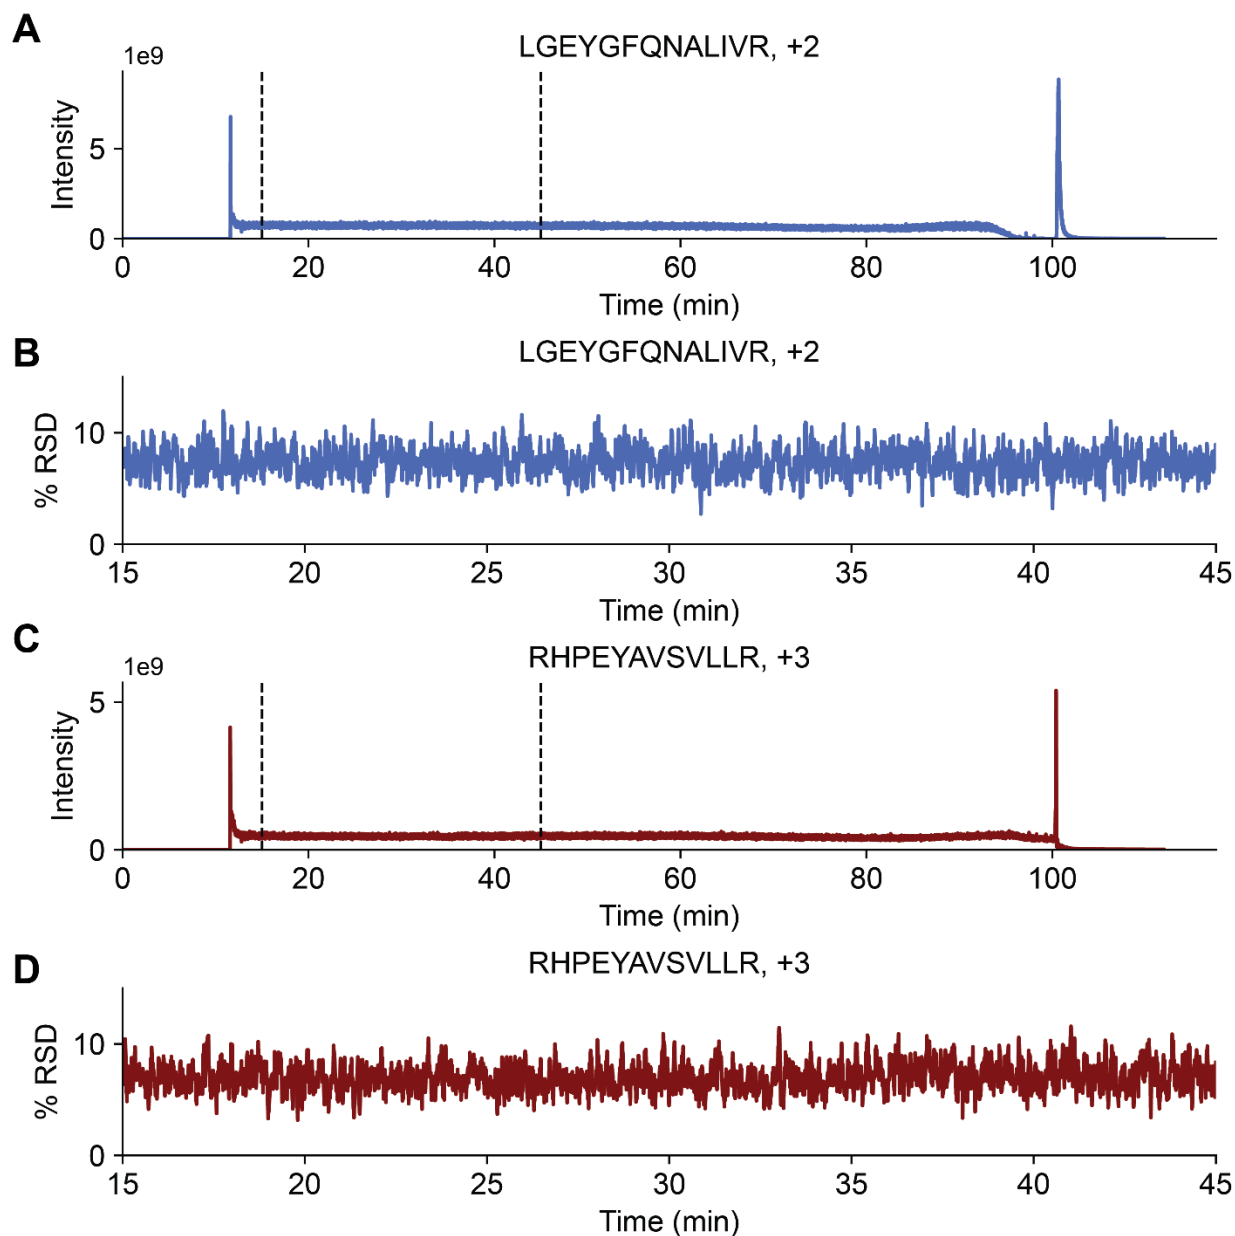 A
LGEYGFQNALIVR, +2
1e9
Intensity
5
0
0 20 40 60 80 100
Time (min)
B
LGEYGFQNALIVR, +2
% RSD
10
0
15 20 25 30 35 40 45
Time (min)
C
RHPEYAVSVLLR, +3
1e9
Intensity
5
0
0 20 40 60 80 100
Time (min)
D
RHPEYAVSVLLR, +3
% RSD
10
0
15 20 25 30 35 40 45
Time (min)